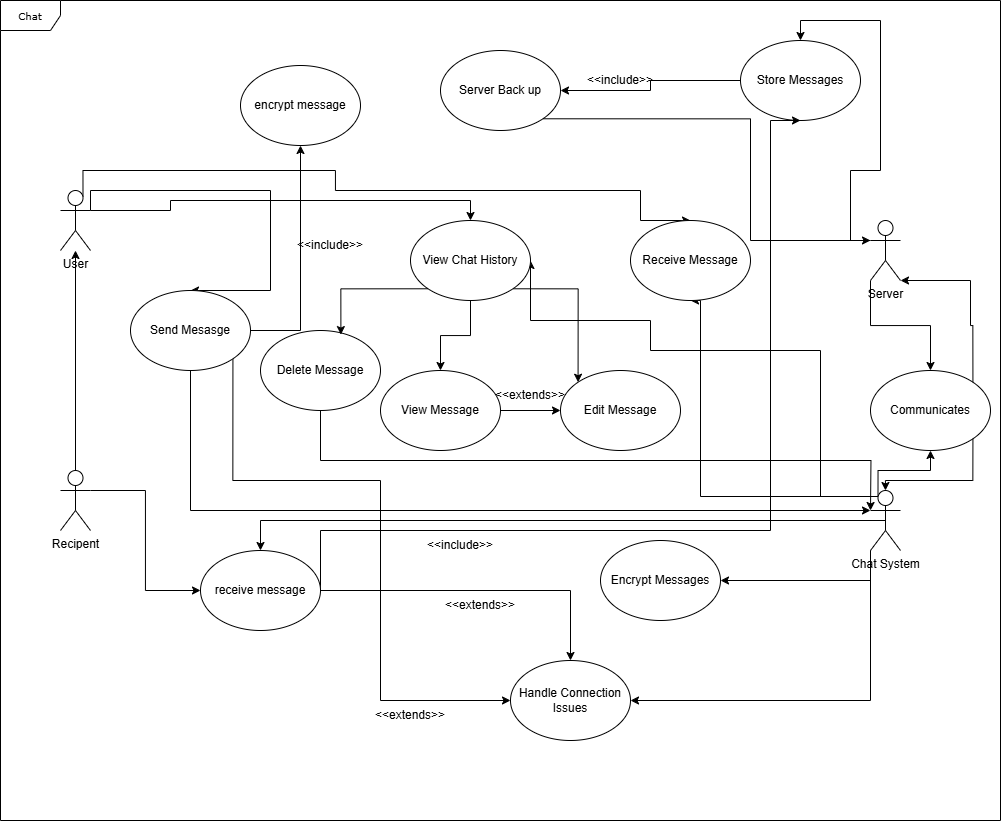 Chat
Server Back up
<<include>>
Store Messages
encrypt message
<<include>>
User
View Chat History
Receive Message
Server
Send Mesasge
Delete Message
View Message
<<extends>>
Edit Message
Communicates
Recipent
<<include>>
Chat System
receive message
Encrypt Messages
<<extends>>
Handle Connection
Issues
<<extends>>